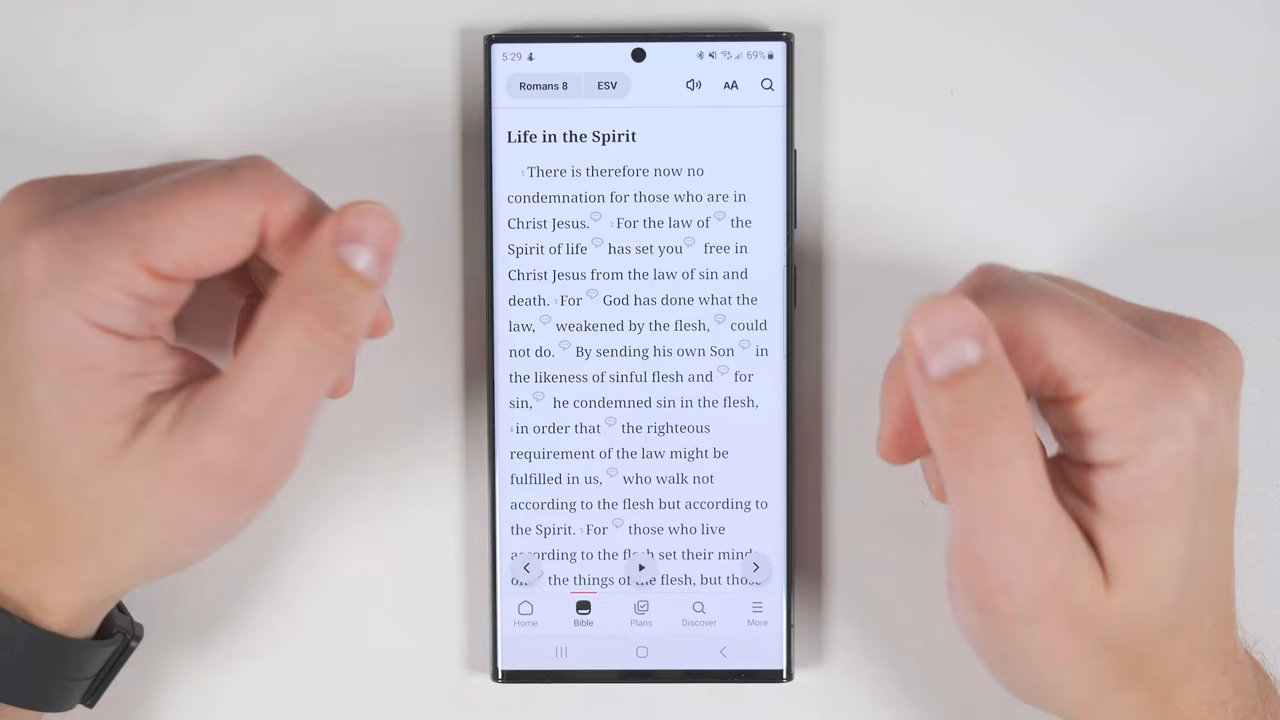 5:29 69%
Romans 8 ESV AA
Life in the Spirit
1 There is therefore now no
condemnation for those who are in
Christ Jesus. 2 For the law of the
Spirit of life has set you free in
Christ Jesus from the law of sin and
death. 3 For God has done what the
law, weakened by the flesh, could
not do. By sending his own Son in
the likeness of sinful flesh and for
sin, he condemned sin in the flesh,
4 in order that the righteous
requirement of the law might be
fulfilled in us, who walk not
according to the flesh but according to
the Spirit. 5 For those who live
according to the flesh set their minds
on the things of the flesh, but those
Home Bible Plans Discover More